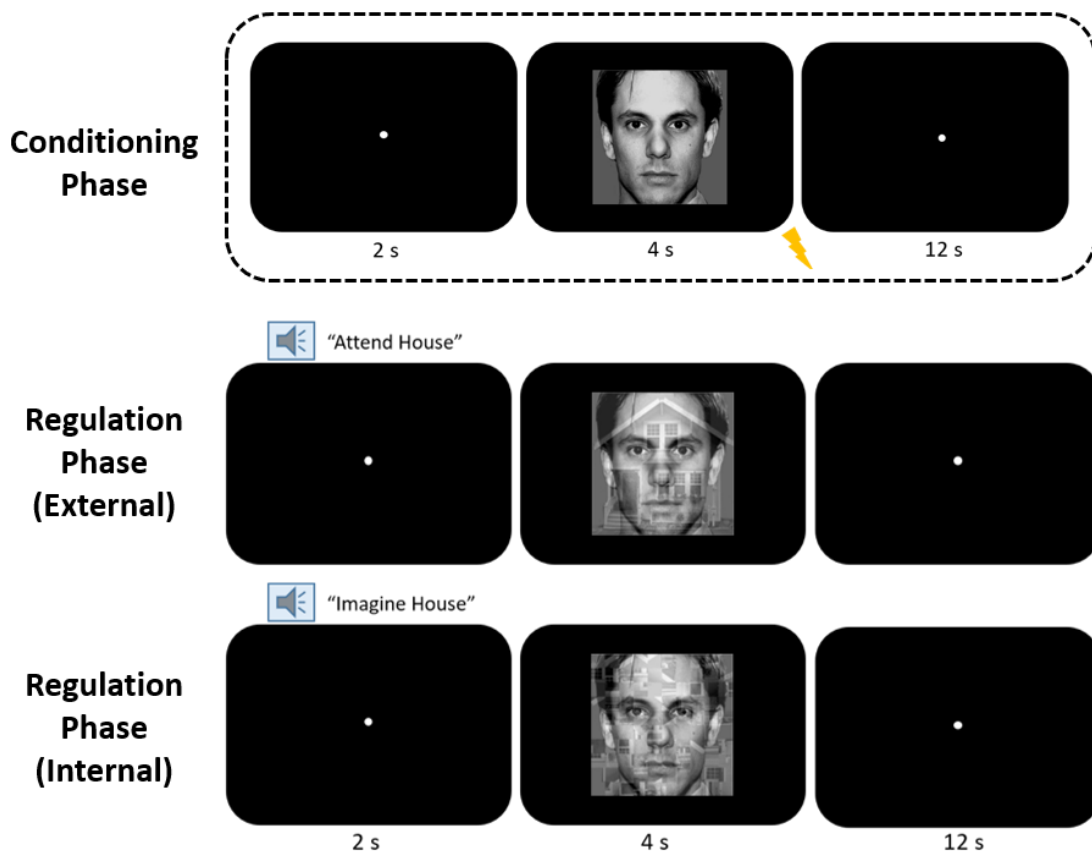 Conditioning
Phase
2 s
4 s
12 s
“Attend House”
Regulation
Phase
(External)
“Imagine House”
Regulation
Phase
(Internal)
2 s
4 s
12 s